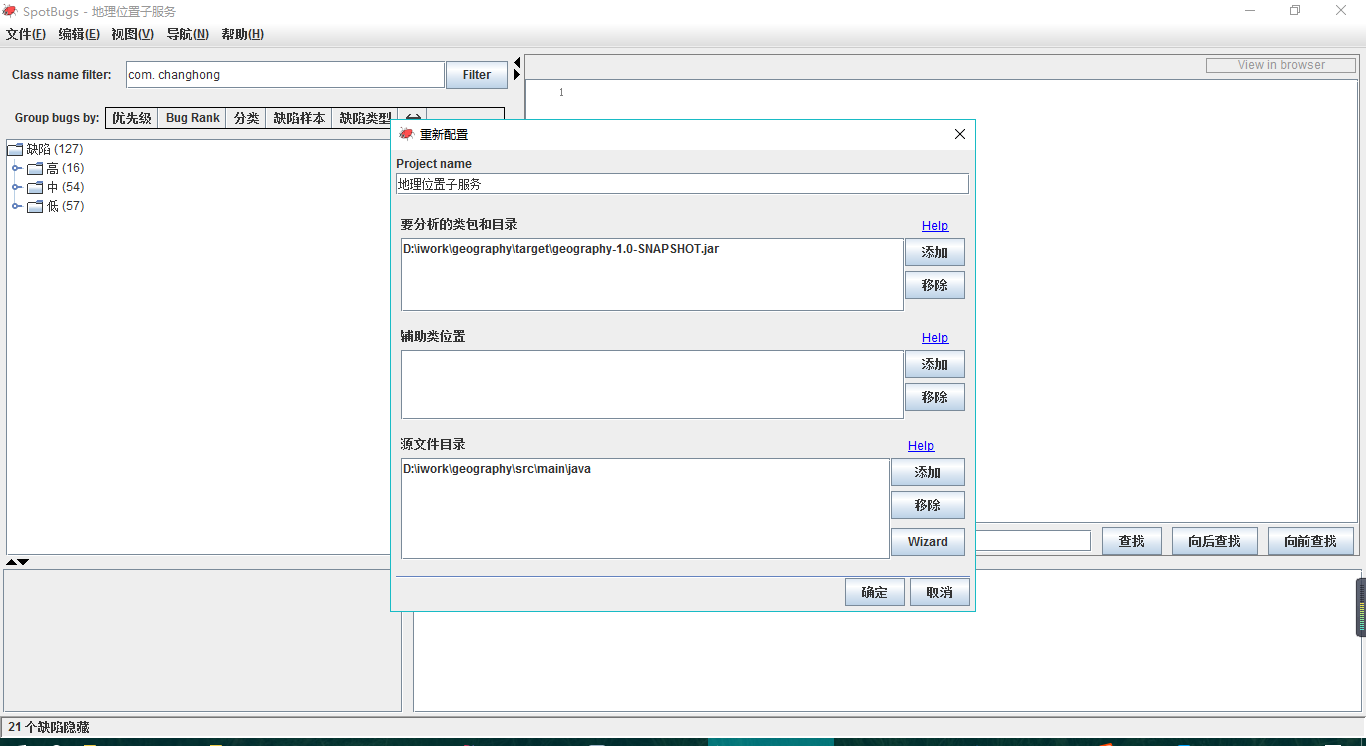 SpotBugs - 地理位置子服务
文件(F) 编辑(E) 视图(V) 导航(N) 帮助(H)
Class name filter: com. changhong Filter
View in browser
1
Group bugs by: 优先级 Bug Rank 分类 缺陷样本 缺陷类型
缺陷 (127)
高 (16)
中 (54)
低 (57)
重新配置
Project name
地理位置子服务
要分析的类包和目录 Help
D:\iwork\geography\target\geography-1.0-SNAPSHOT.jar
添加
移除
辅助类位置 Help
添加
移除
源文件目录 Help
D:\iwork\geography\src\main\java
添加
移除
Wizard
确定 取消
查找 向后查找 向前查找
21 个缺陷隐藏